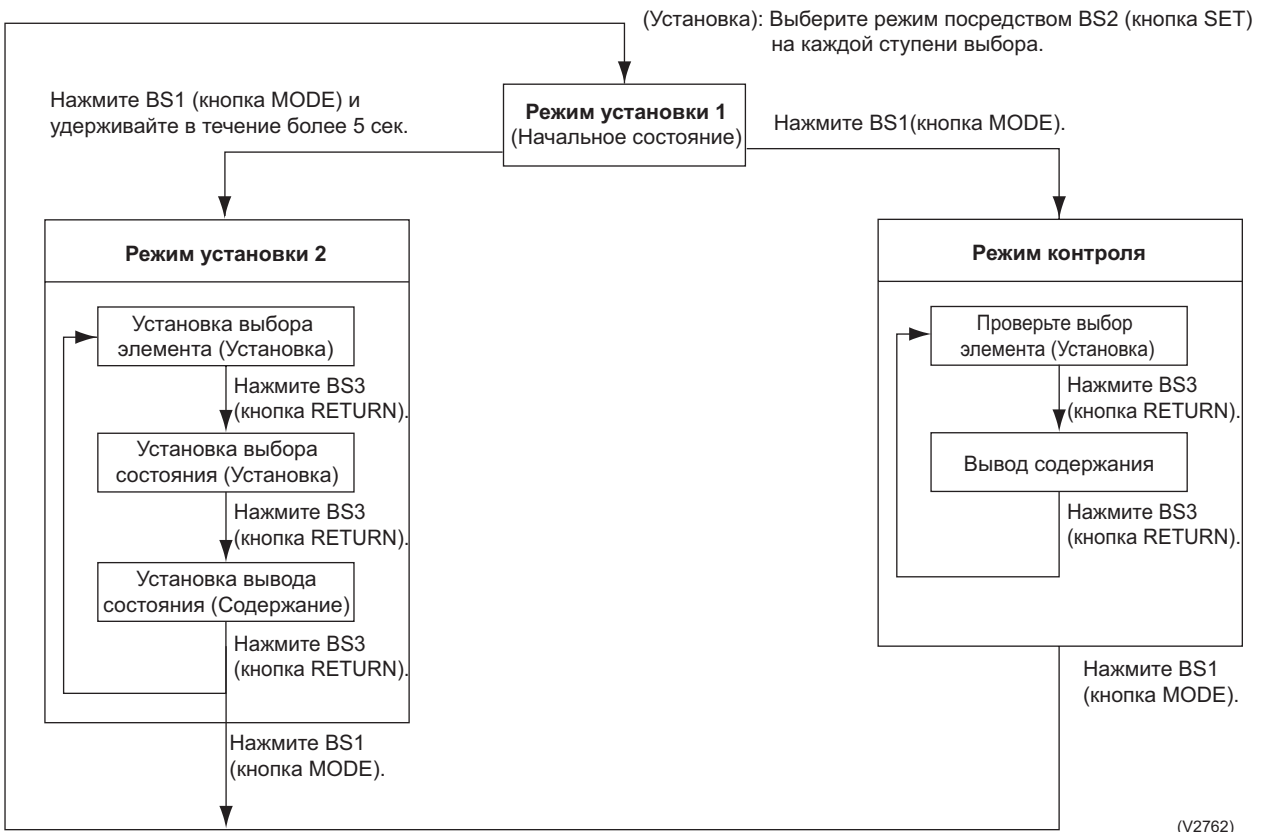 (Установка): Выберите режим посредством BS2 (кнопка SET)
на каждой ступени выбора.
Нажмите BS1 (кнопка MODE) и
удерживайте в течение более 5 сек.
Режим установки 1
(Начальное состояние)
Нажмите BS1(кнопка MODE).
Режим установки 2
Установка выбора
элемента (Установка)
Нажмите BS3
(кнопка RETURN).
Установка выбора
состояния (Установка)
Нажмите BS3
(кнопка RETURN).
Установка вывода
состояния (Содержание)
Нажмите BS3
(кнопка RETURN).
Нажмите BS1
(кнопка MODE).
Режим контроля
Проверьте выбор
элемента (Установка)
Нажмите BS3
(кнопка RETURN).
Вывод содержания
Нажмите BS3
(кнопка RETURN).
Нажмите BS1
(кнопка MODE).
(V2762)